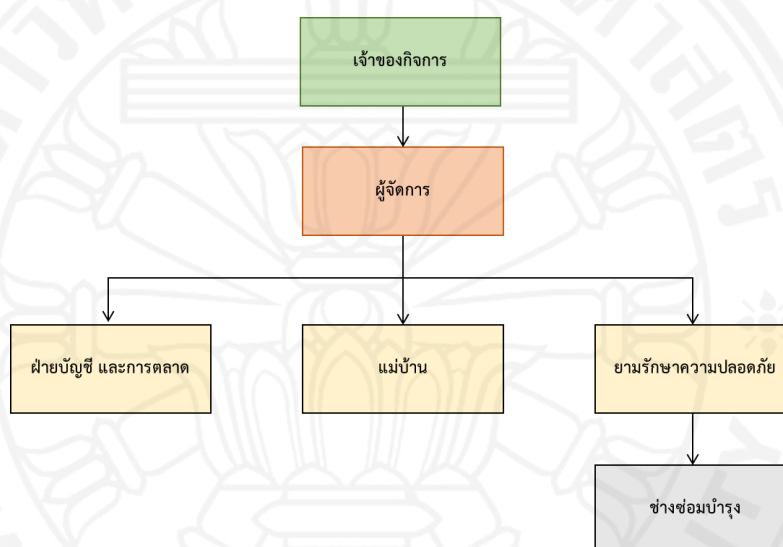 เจ้าของกิจการ
ผู้จัดการ
ฝ่ายบัญชี และการตลาด
แม่บ้าน
ยามรักษาความปลอดภัย
ช่างซ่อมบำรุง